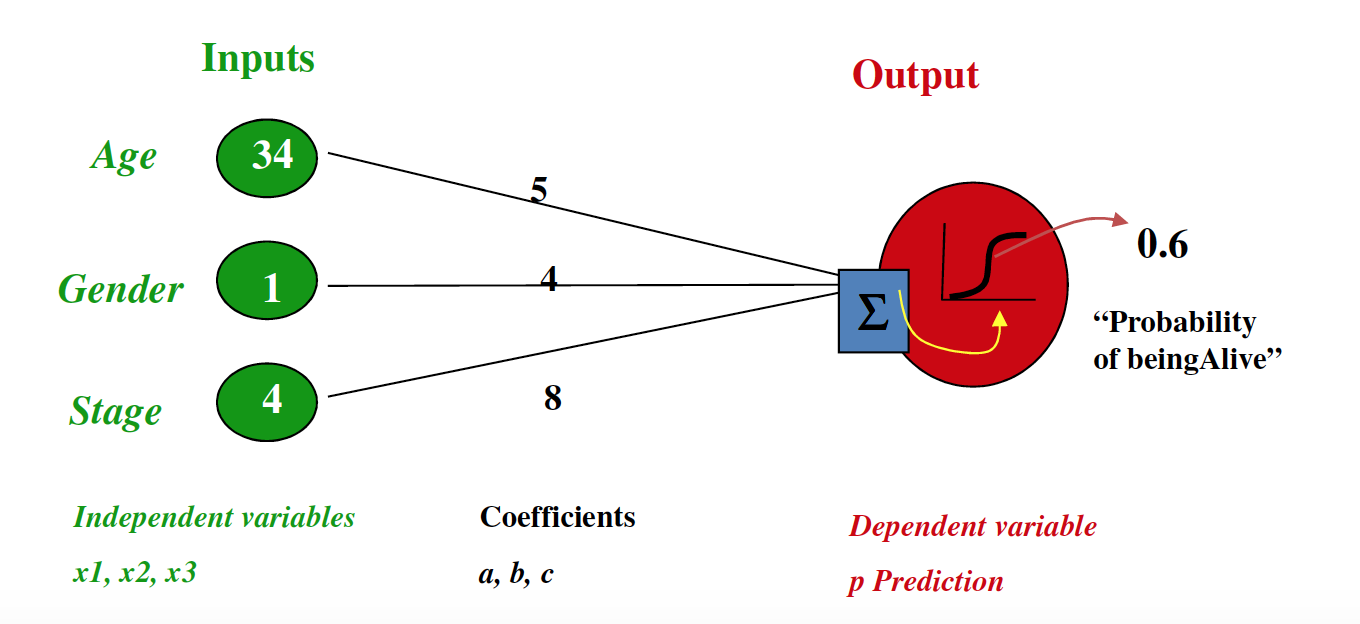 Inputs
Output
Age
34
5
Gender
1
4
Σ
0.6
“Probability
of beingAlive”
Stage
4
8
Independent variables
x1, x2, x3
Coefficients
a, b, c
Dependent variable
p Prediction